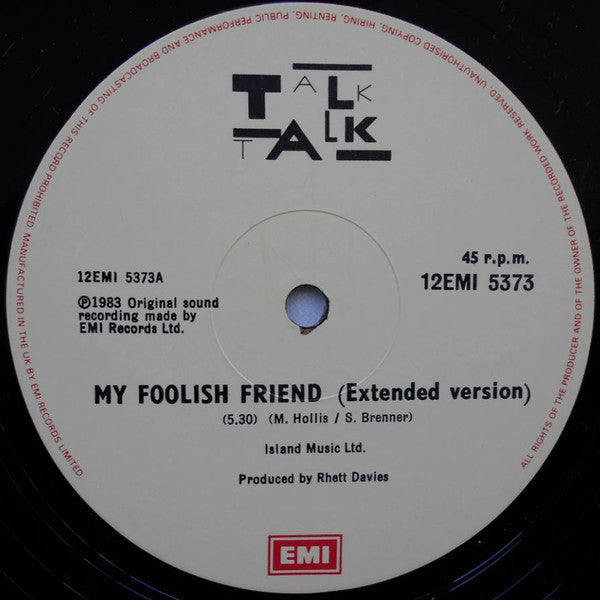 TALK
TALK
45 r.p.m.
12EMI 5373A
12EMI 5373
℗1983 Original sound
recording made by
EMI Records Ltd.
MY FOOLISH FRIEND (Extended version)
(5.30) (M. Hollis / S. Brenner)
Island Music Ltd.
Produced by Rhett Davies
EMI
ALL RIGHTS OF THE PRODUCER AND OF THE OWNER OF THE RECORDED WORK RESERVED. UNAUTHORISED COPYING, HIRING, RENTING, PUBLIC PERFORMANCE AND BROADCASTING OF THIS RECORD PROHIBITED. MANUFACTURED IN THE UK BY EMI RECORDS LIMITED